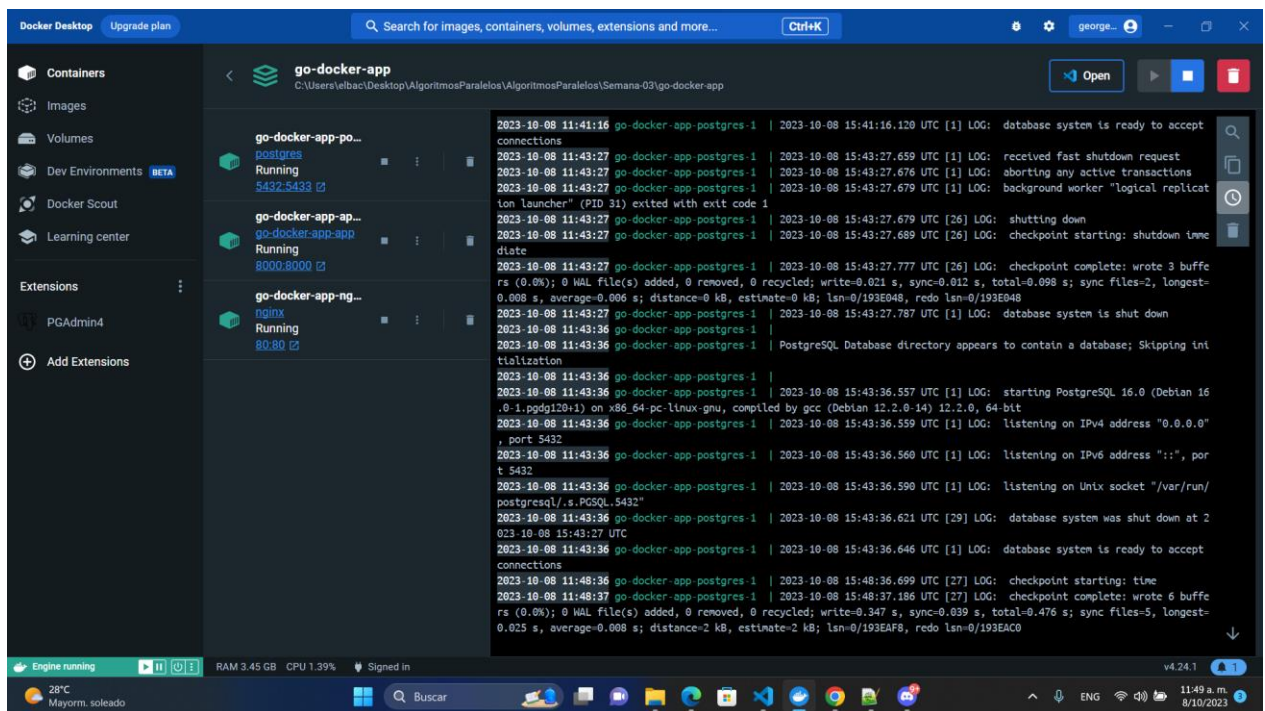 Docker Desktop Upgrade plan
Search for images, containers, volumes, extensions and more... Ctrl+K
george...
Containers
Images
Volumes
Dev Environments BETA
Docker Scout
Learning center
Extensions
PGAdmin4
Add Extensions
go-docker-app
C:\Users\elbac\Desktop\AlgoritmosParalelos\AlgoritmosParalelos\Semana-03\go-docker-app
Open
go-docker-app-po...
postgres
Running
5432:5433
go-docker-app-ap...
go-docker-app-app
Running
8000:8000
go-docker-app-ng...
nginx
Running
80:80
2023-10-08 11:41:16 go-docker-app-postgres-1 | 2023-10-08 15:41:16.120 UTC [1] LOG: database system is ready to accept
connections
2023-10-08 11:43:27 go-docker-app-postgres-1 | 2023-10-08 15:43:27.659 UTC [1] LOG: received fast shutdown request
2023-10-08 11:43:27 go-docker-app-postgres-1 | 2023-10-08 15:43:27.676 UTC [1] LOG: aborting any active transactions
2023-10-08 11:43:27 go-docker-app-postgres-1 | 2023-10-08 15:43:27.679 UTC [1] LOG: background worker "logical replicat
ion launcher" (PID 31) exited with exit code 1
2023-10-08 11:43:27 go-docker-app-postgres-1 | 2023-10-08 15:43:27.679 UTC [26] LOG: shutting down
2023-10-08 11:43:27 go-docker-app-postgres-1 | 2023-10-08 15:43:27.689 UTC [26] LOG: checkpoint starting: shutdown imme
diate
2023-10-08 11:43:27 go-docker-app-postgres-1 | 2023-10-08 15:43:27.777 UTC [26] LOG: checkpoint complete: wrote 3 buffe
rs (0.0%); 0 WAL file(s) added, 0 removed, 0 recycled; write=0.021 s, sync=0.012 s, total=0.098 s; sync files=2, longest=
0.008 s, average=0.006 s; distance=0 kB, estimate=0 kB; lsn=0/193E048, redo lsn=0/193E048
2023-10-08 11:43:27 go-docker-app-postgres-1 | 2023-10-08 15:43:27.787 UTC [1] LOG: database system is shut down
2023-10-08 11:43:36 go-docker-app-postgres-1 |
2023-10-08 11:43:36 go-docker-app-postgres-1 | PostgreSQL Database directory appears to contain a database; Skipping ini
tialization
2023-10-08 11:43:36 go-docker-app-postgres-1 |
2023-10-08 11:43:36 go-docker-app-postgres-1 | 2023-10-08 15:43:36.557 UTC [1] LOG: starting PostgreSQL 16.0 (Debian 16
.0-1.pgdg120+1) on x86_64-pc-linux-gnu, compiled by gcc (Debian 12.2.0-14) 12.2.0, 64-bit
2023-10-08 11:43:36 go-docker-app-postgres-1 | 2023-10-08 15:43:36.559 UTC [1] LOG: listening on IPv4 address "0.0.0.0"
, port 5432
2023-10-08 11:43:36 go-docker-app-postgres-1 | 2023-10-08 15:43:36.560 UTC [1] LOG: listening on IPv6 address "::", por
t 5432
2023-10-08 11:43:36 go-docker-app-postgres-1 | 2023-10-08 15:43:36.590 UTC [1] LOG: listening on Unix socket "/var/run/
postgresql/.s.PGSQL.5432"
2023-10-08 11:43:36 go-docker-app-postgres-1 | 2023-10-08 15:43:36.621 UTC [29] LOG: database system was shut down at 2
023-10-08 15:43:27 UTC
2023-10-08 11:43:36 go-docker-app-postgres-1 | 2023-10-08 15:43:36.646 UTC [1] LOG: database system is ready to accept
connections
2023-10-08 11:48:36 go-docker-app-postgres-1 | 2023-10-08 15:48:36.699 UTC [27] LOG: checkpoint starting: time
2023-10-08 11:48:37 go-docker-app-postgres-1 | 2023-10-08 15:48:37.186 UTC [27] LOG: checkpoint complete: wrote 6 buffe
rs (0.0%); 0 WAL file(s) added, 0 removed, 0 recycled; write=0.347 s, sync=0.039 s, total=0.476 s; sync files=5, longest=
0.025 s, average=0.008 s; distance=2 kB, estimate=2 kB; lsn=0/193EAF8, redo lsn=0/193EAC0
Engine running RAM 3.45 GB CPU 1.39% Signed in v4.24.1 1
28°C
Mayorm. soleado
Buscar
ENG
11:49 a. m.
8/10/2023
3